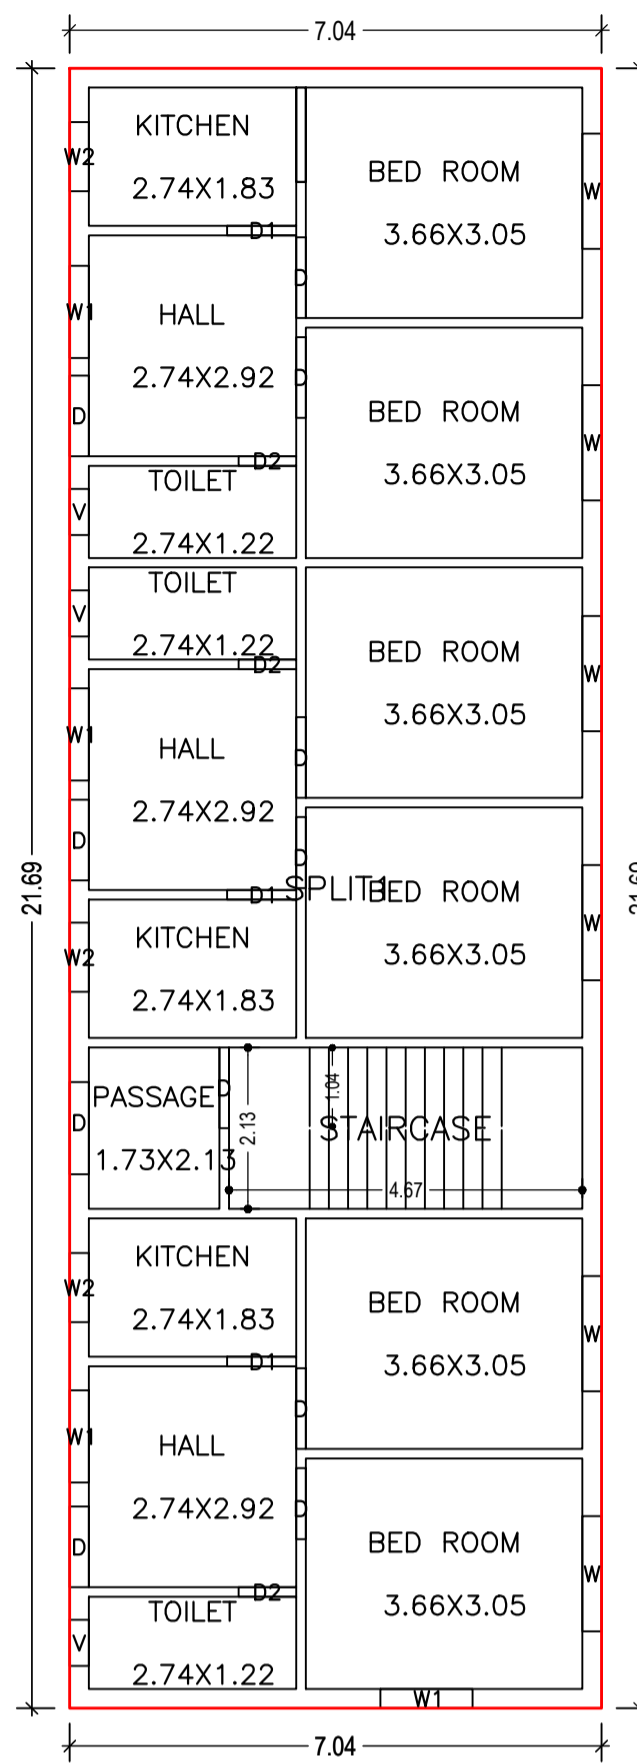 7.04
KITCHEN
2.74X1.83
W2
BED ROOM
3.66X3.05
W
D1
D
HALL
2.74X2.92
W1
D
D
BED ROOM
3.66X3.05
W
D2
TOILET
2.74X1.22
V
TOILET
2.74X1.22
V
D2
BED ROOM
3.66X3.05
W
W1
HALL
2.74X2.92
D
D
21.69
21.69
D
D1
SPLIT1
BED ROOM
3.66X3.05
W
KITCHEN
2.74X1.83
W2
PASSAGE
1.73X2.13
D
D
2.13
1.04
STAIRCASE
4.67
KITCHEN
2.74X1.83
W2
BED ROOM
3.66X3.05
W
D1
D
HALL
2.74X2.92
W1
D
D
BED ROOM
3.66X3.05
W
D2
TOILET
2.74X1.22
V
W1
7.04